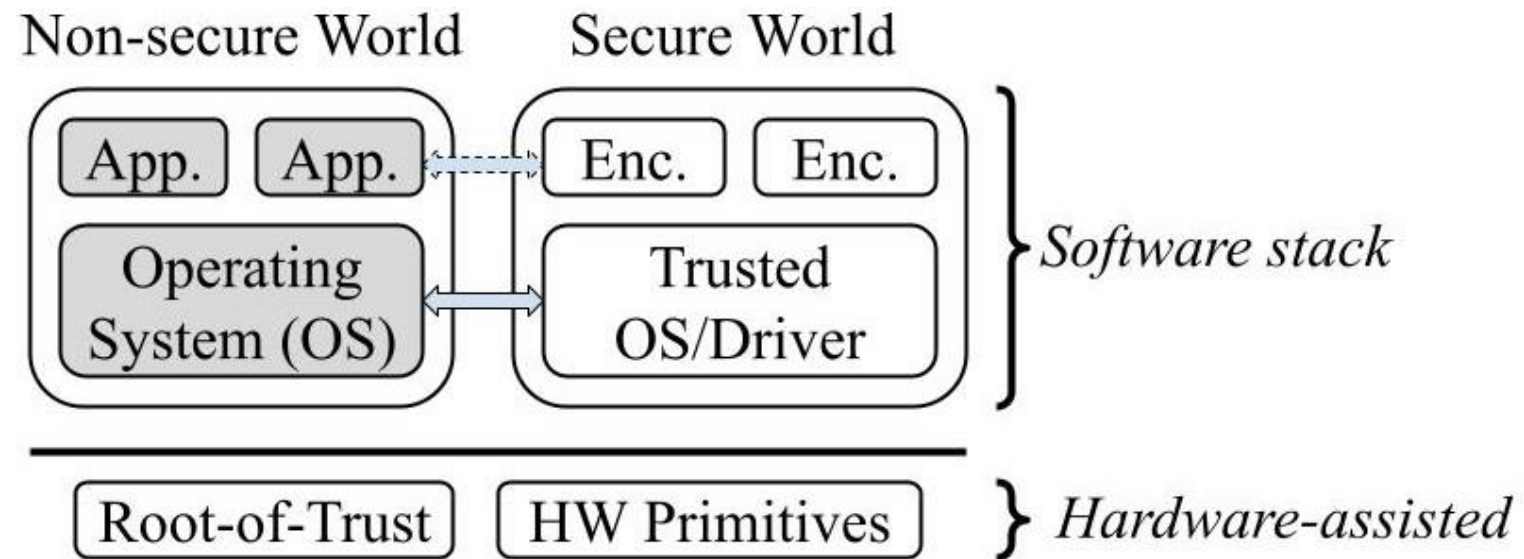 Non-secure World
Secure World
App.
App.
Enc.
Enc.
Operating
System (OS)
Trusted
OS/Driver
Software stack
Root-of-Trust
HW Primitives
Hardware-assisted